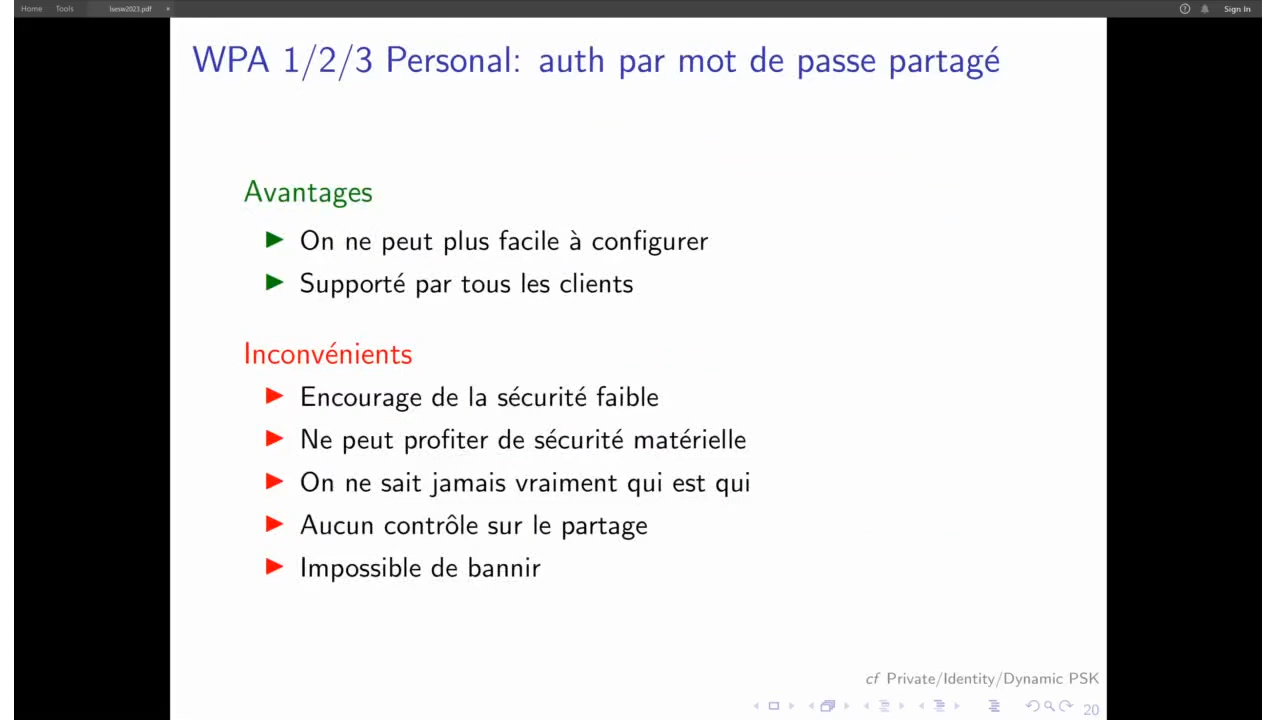 Home Tools lsesw2023.pdf × Sign In
WPA 1/2/3 Personal: auth par mot de passe partagé
Avantages
On ne peut plus facile à configurer
Supporté par tous les clients
Inconvénients
Encourage de la sécurité faible
Ne peut profiter de sécurité matérielle
On ne sait jamais vraiment qui est qui
Aucun contrôle sur le partage
Impossible de bannir
cf Private/Identity/Dynamic PSK
20